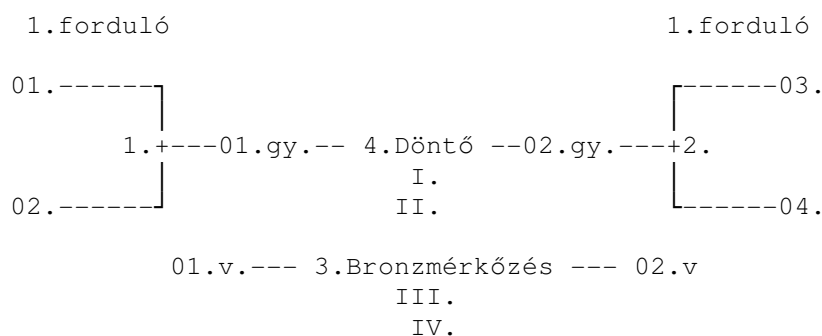 1.forduló 1.forduló
01.------┐ ┌------03.
1.+---01.gy.-- 4.Döntő --02.gy.---+2.
I.
02.------┘ II. └------04.
01.v.--- 3.Bronzmérkőzés --- 02.v
III.
IV.